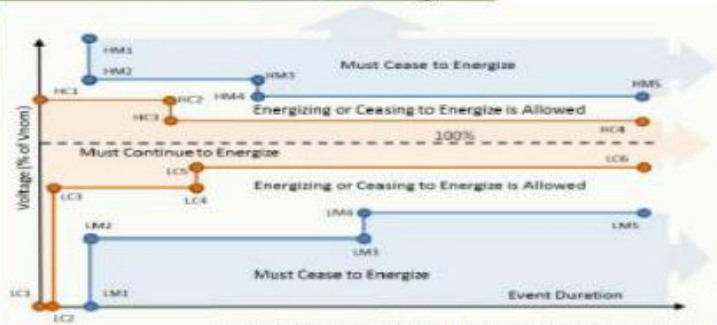 HM1
Must Cease to Energize
HM2
HM3
HM5
HC1
HC2
HM4
Energizing or Ceasing to Energize is Allowed
HC3
100%
HC4
Must Continue to Energize
LC5
LC6
Energizing or Ceasing to Energize is Allowed
LC3
LC4
LM2
LM4
LM5
LM3
Must Cease to Energize
LC1
LM1
Event Duration
LC2
Voltage (% of Vnom)